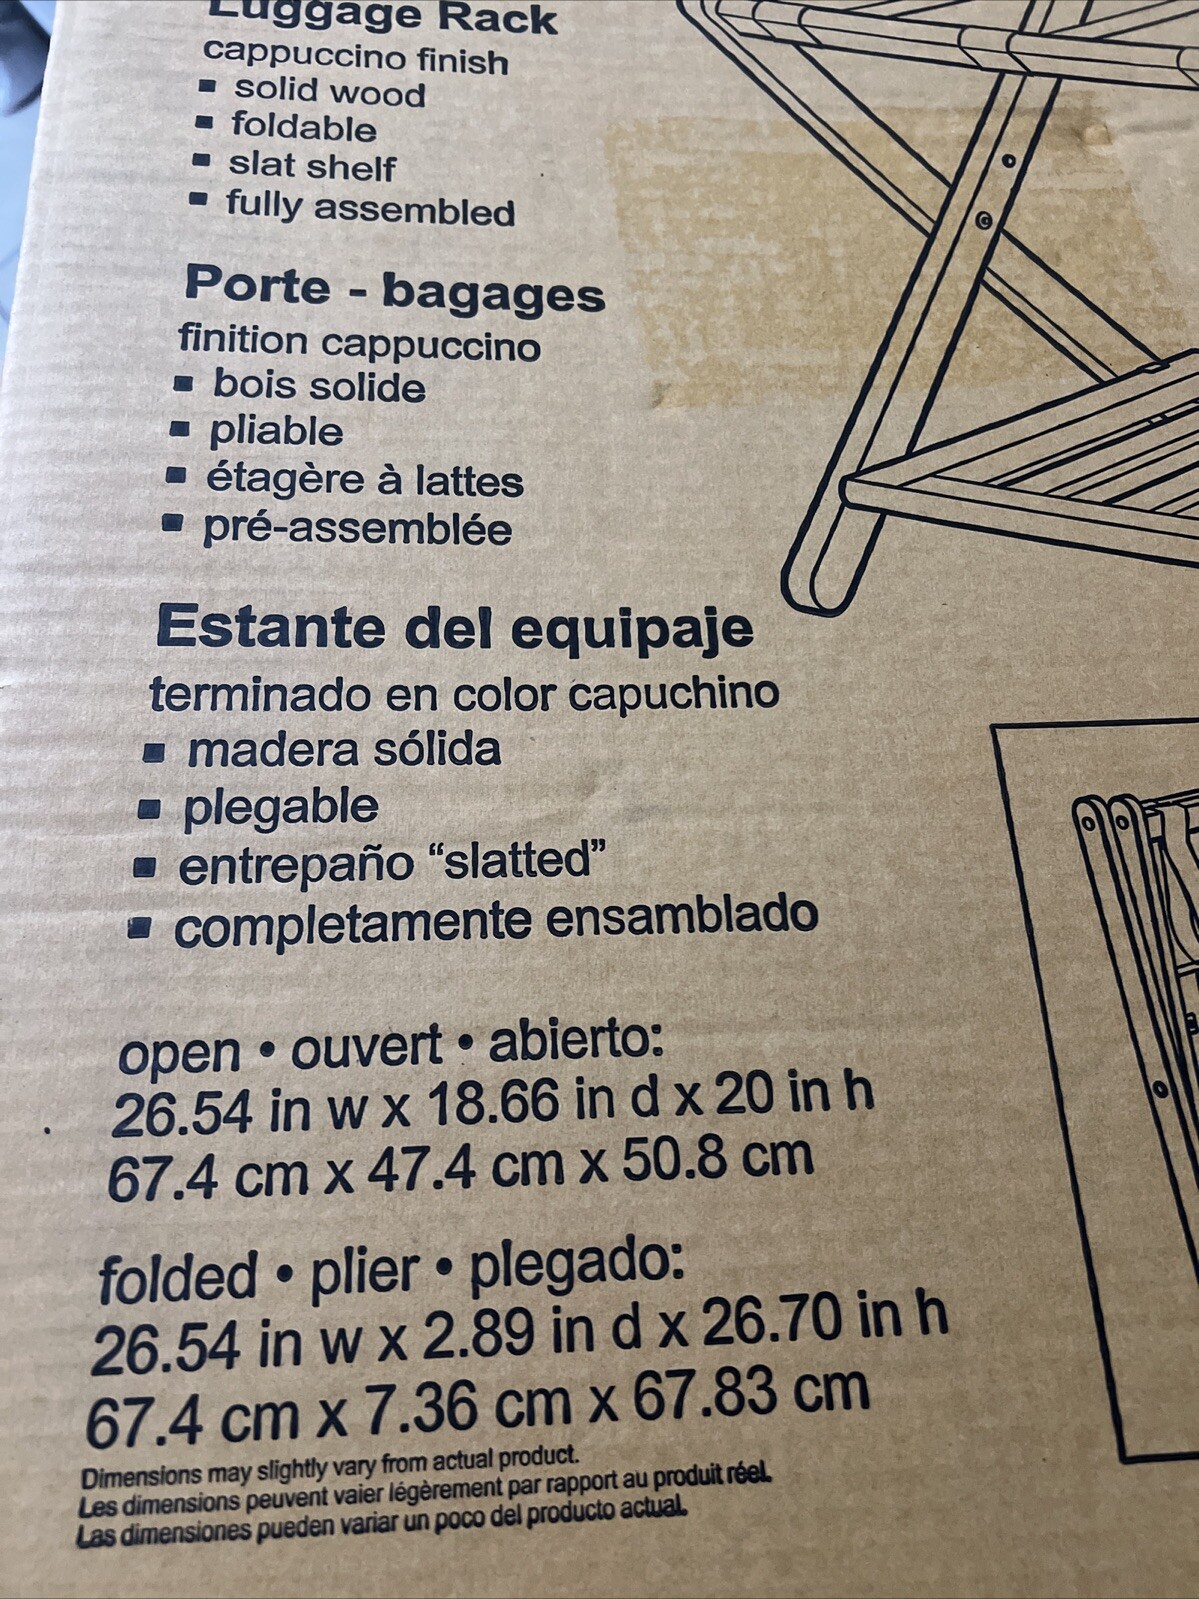 Luggage Rack
cappuccino finish
▪ solid wood
▪ foldable
▪ slat shelf
▪ fully assembled
Porte - bagages
finition cappuccino
▪ bois solide
▪ pliable
▪ étagère à lattes
▪ pré-assemblée
Estante del equipaje
terminado en color capuchino
▪ madera sólida
▪ plegable
▪ entrepaño “slatted”
▪ completamente ensamblado
open • ouvert • abierto:
26.54 in w x 18.66 in d x 20 in h
67.4 cm x 47.4 cm x 50.8 cm
folded • plier • plegado:
26.54 in w x 2.89 in d x 26.70 in h
67.4 cm x 7.36 cm x 67.83 cm
Dimensions may slightly vary from actual product.
Les dimensions peuvent vaier légèrement par rapport au produit réel.
Las dimensiones pueden variar un poco del producto actual.